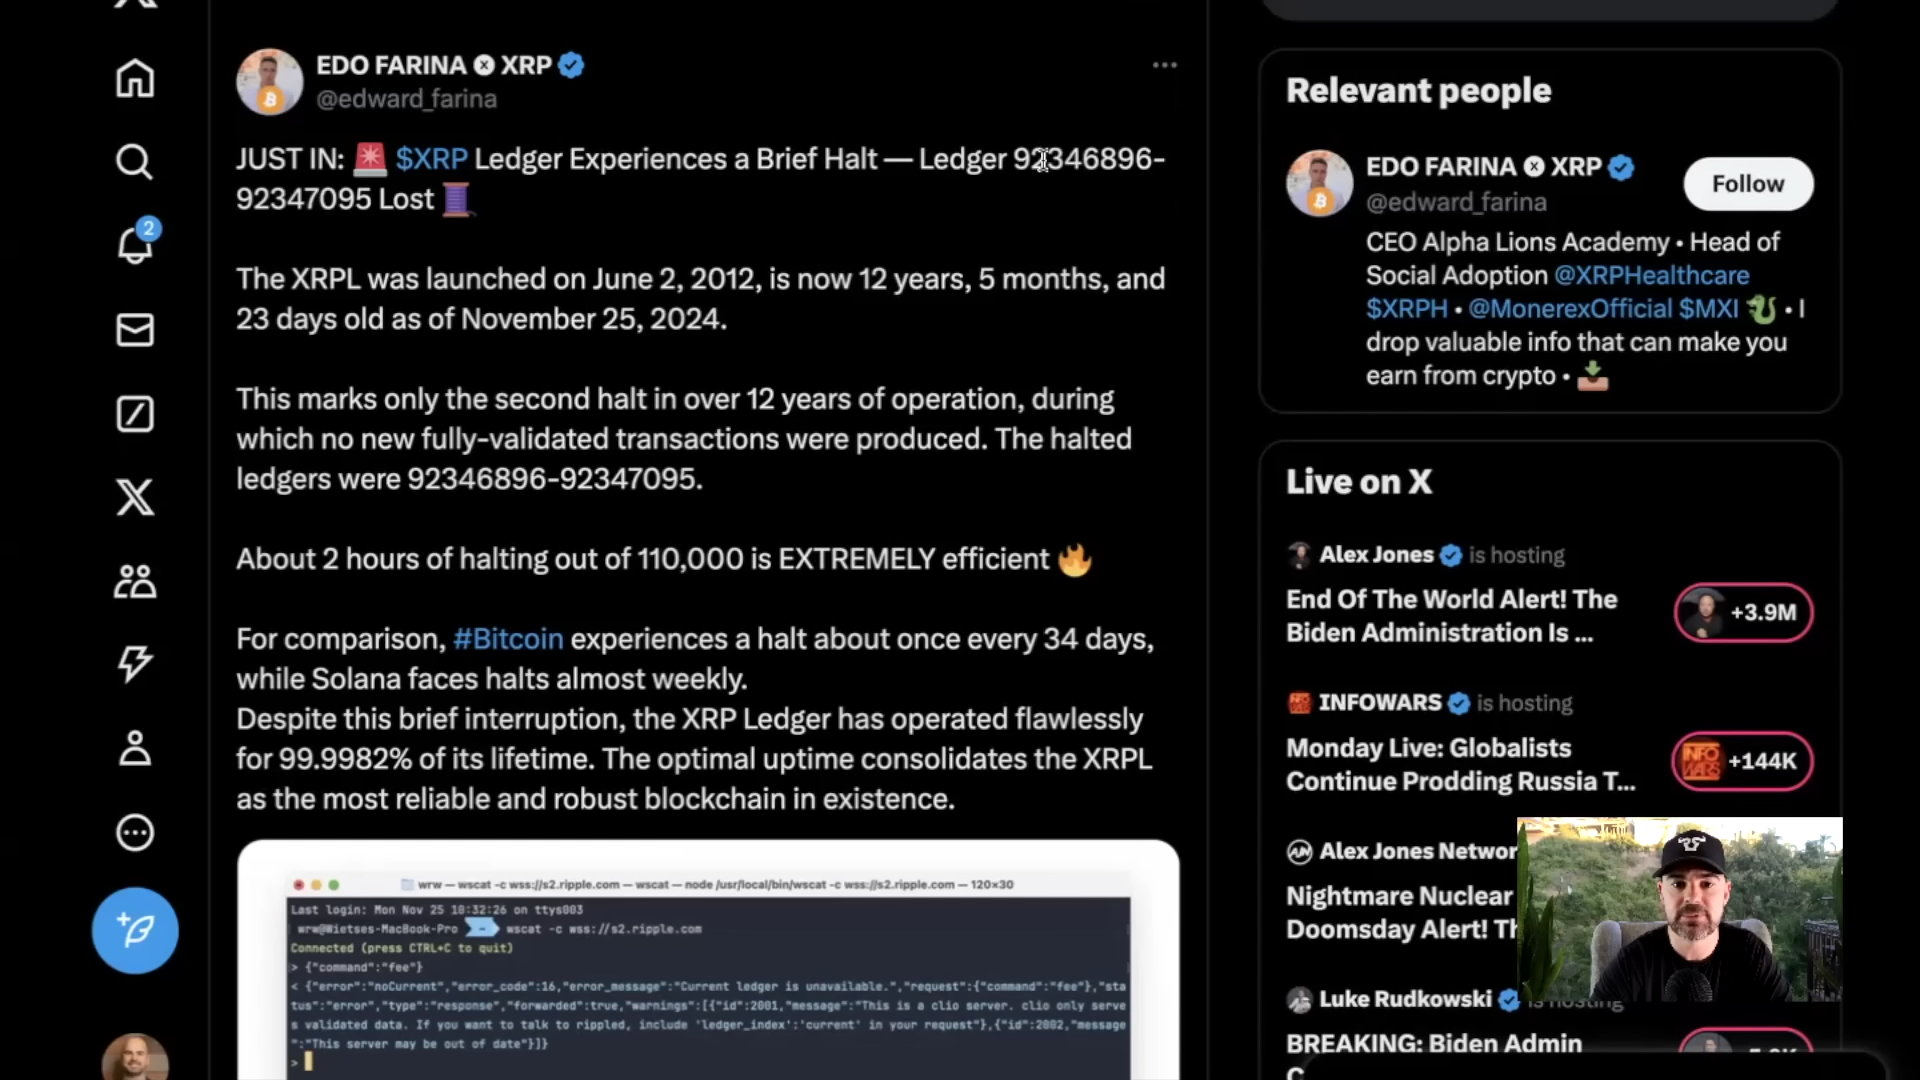 EDO FARINA XRP
@edward_farina
JUST IN: 🚨 $XRP Ledger Experiences a Brief Halt — Ledger 92346896-
92347095 Lost 🧵
The XRPL was launched on June 2, 2012, is now 12 years, 5 months, and
23 days old as of November 25, 2024.
This marks only the second halt in over 12 years of operation, during
which no new fully-validated transactions were produced. The halted
ledgers were 92346896-92347095.
About 2 hours of halting out of 110,000 is EXTREMELY efficient 🔥
For comparison, #Bitcoin experiences a halt about once every 34 days,
while Solana faces halts almost weekly.
Despite this brief interruption, the XRP Ledger has operated flawlessly
for 99.9982% of its lifetime. The optimal uptime consolidates the XRPL
as the most reliable and robust blockchain in existence.
wrw — wscat -c wss://s2.ripple.com — wscat — node /usr/local/bin/wscat -c wss://s2.ripple.com — 120×30
Last login: Mon Nov 25 10:32:26 on ttys003
wrw@Wietses-MacBook-Pro ~ wscat -c wss://s2.ripple.com
Connected (press CTRL+C to quit)
> {"command":"fee"}
< {"error":"noCurrent","error_code":16,"error_message":"Current ledger is unavailable.","request":{"command":"fee"},"sta
tus":"error","type":"response","forwarded":true,"warnings":[{"id":2001,"message":"This is a clio server. clio only serve
s validated data. If you want to talk to rippled, include 'ledger_index':'current' in your request"},{"id":2002,"message
":"This server may be out of date"}]}
>
2
Relevant people
EDO FARINA XRP
@edward_farina
Follow
CEO Alpha Lions Academy • Head of
Social Adoption @XRPHealthcare
$XRPH • @MonerexOfficial $MXI 🐉 • I
drop valuable info that can make you
earn from crypto • 📥
Live on X
Alex Jones is hosting
End Of The World Alert! The
Biden Administration Is ...
+3.9M
INFOWARS is hosting
Monday Live: Globalists
Continue Prodding Russia T...
INFO WARS
+144K
Alex Jones Networ
Nightmare Nuclear
Doomsday Alert! Th
Luke Rudkowski is hosting
BREAKING: Biden Admin